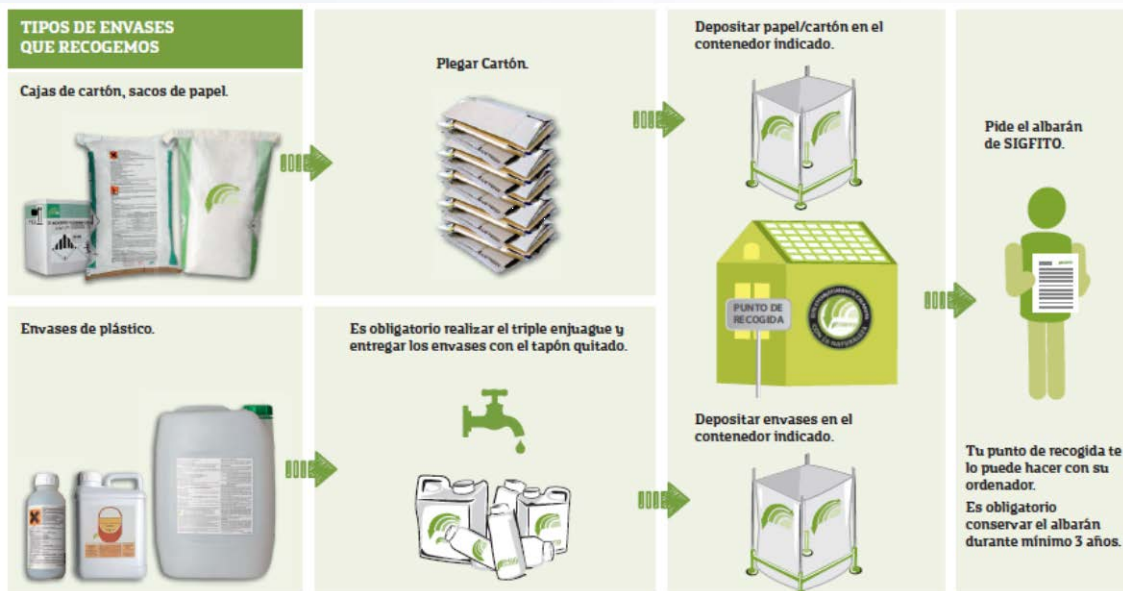 TIPOS DE ENVASES
QUE RECOGEMOS
Cajas de cartón, sacos de papel.
Plegar Cartón.
Depositar papel/cartón en el
contenedor indicado.
PUNTO DE
RECOGIDA
Pide el albarán
de SIGFITO.
Envases de plástico.
Es obligatorio realizar el triple enjuague y
entregar los envases con el tapón quitado.
Depositar envases en el
contenedor indicado.
Tu punto de recogida te
lo puede hacer con su
ordenador.
Es obligatorio
conservar el albarán
durante mínimo 3 años.